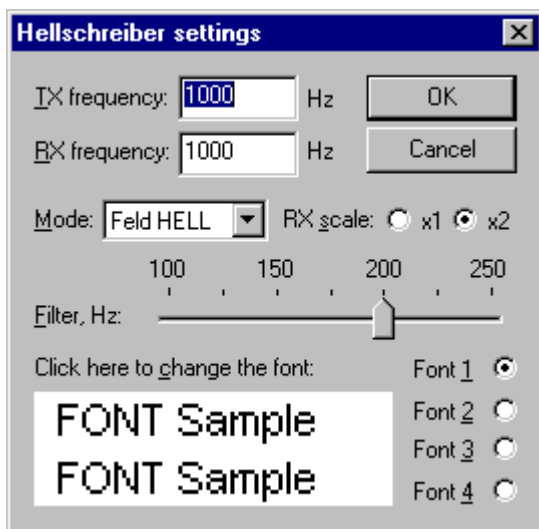 Hellschreiber settings
TX frequency: 1000 Hz OK
RX frequency: 1000 Hz Cancel
Mode: Feld HELL RX scale: x1 x2
100 150 200 250
Filter, Hz:
Click here to change the font: Font 1
FONT Sample Font 2
FONT Sample Font 3
Font 4